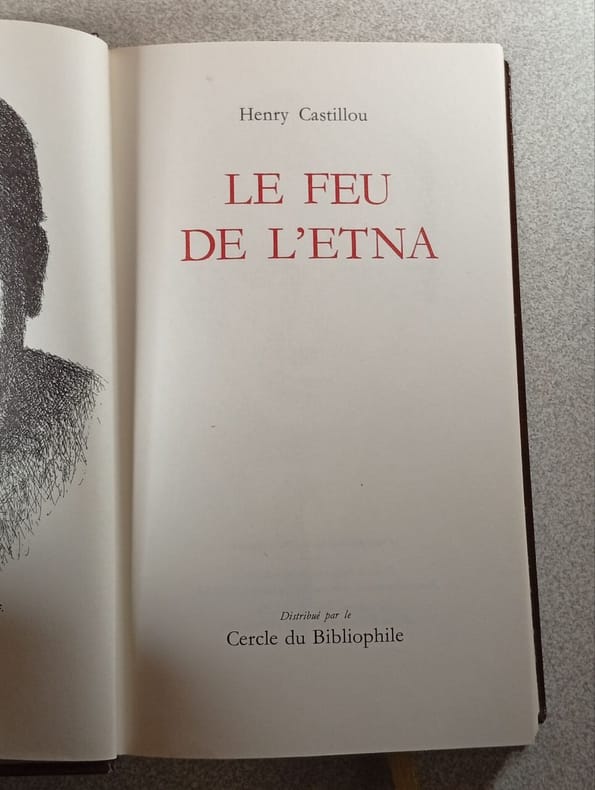 Henry Castillou
LE FEU
DE L'ETNA
Distribué par le
Cercle du Bibliophile